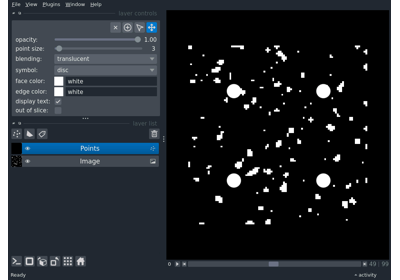 File View Plugins Window Help
layer controls
opacity: 1.00
point size: 3
blending: translucent
symbol: disc
face color: white
edge color: white
display text: ✓
out of slice:
layer list
Points
Image
49 99
Ready
activity